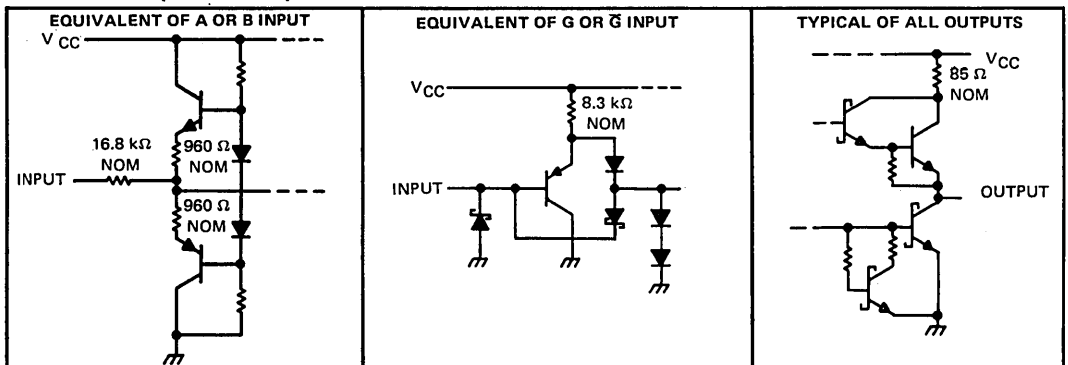 EQUIVALENT OF A OR B INPUT
VCC
16.8 kΩ
NOM
960 Ω
NOM
INPUT
960 Ω
NOM
EQUIVALENT OF G OR G̅ INPUT
VCC
8.3 kΩ
NOM
INPUT
TYPICAL OF ALL OUTPUTS
VCC
85 Ω
NOM
OUTPUT